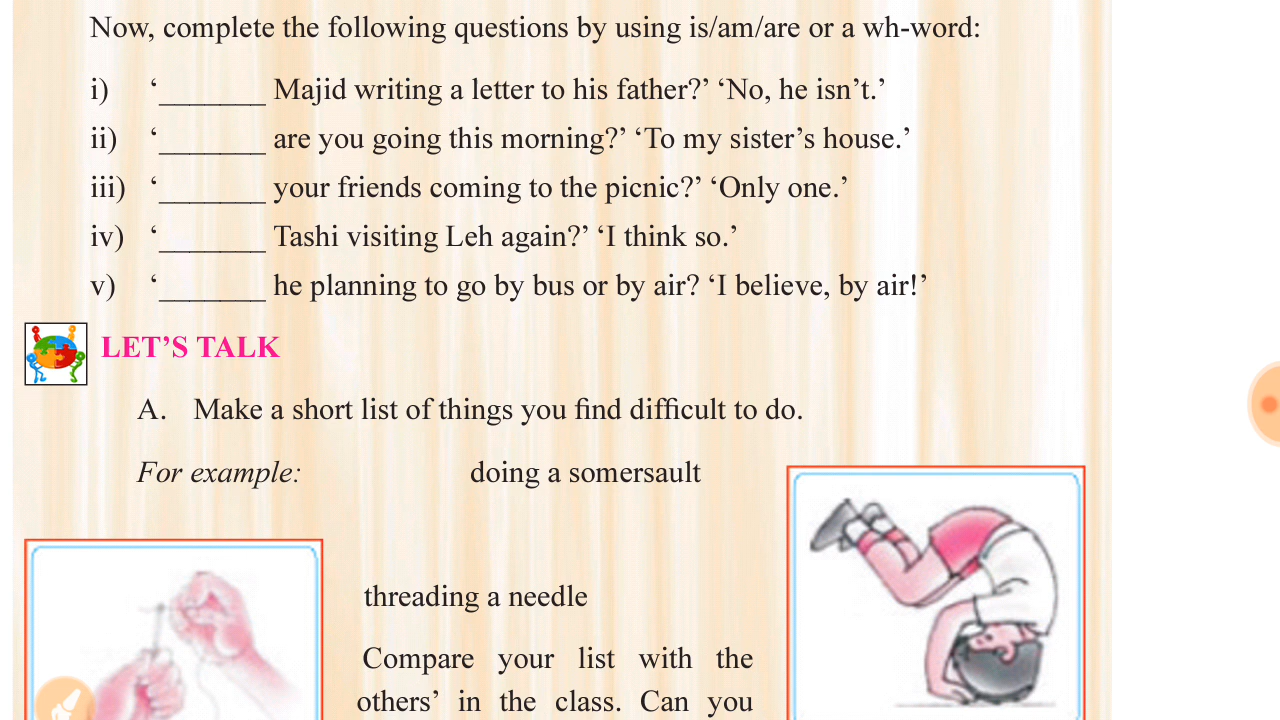 Now, complete the following questions by using is/am/are or a wh-word:
i) ‘_______ Majid writing a letter to his father?’ ‘No, he isn’t.’
ii) ‘_______ are you going this morning?’ ‘To my sister’s house.’
iii) ‘_______ your friends coming to the picnic?’ ‘Only one.’
iv) ‘_______ Tashi visiting Leh again?’ ‘I think so.’
v) ‘_______ he planning to go by bus or by air? ‘I believe, by air!’
LET’S TALK
A. Make a short list of things you find difficult to do.
For example: doing a somersault
threading a needle
Compare your list with the
others’ in the class. Can you